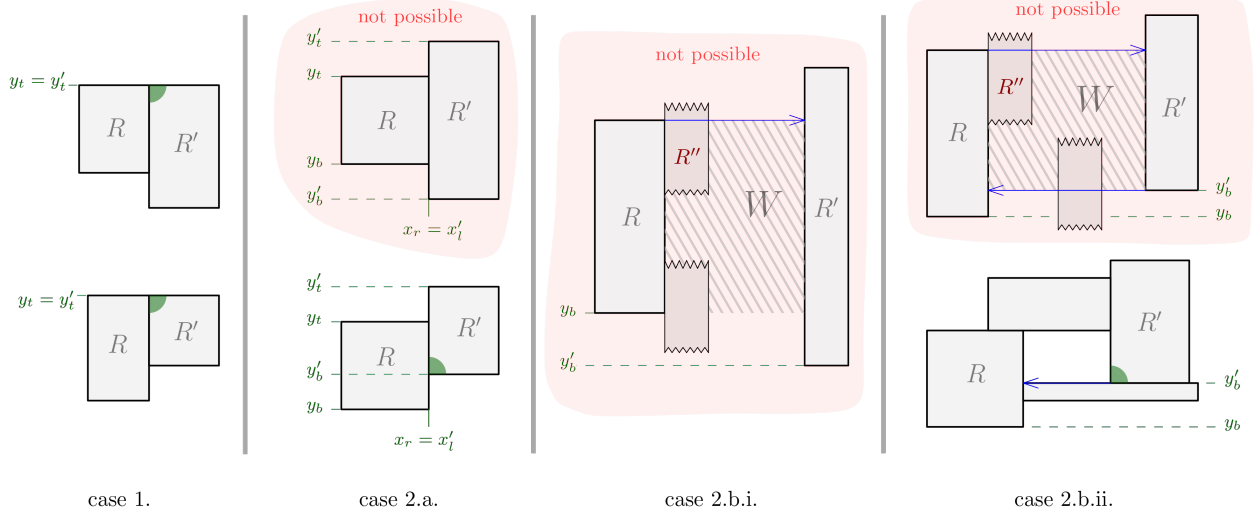 y_t = y'_t
R
R'
y_t = y'_t
R
R'
case 1.
not possible
y'_t
y_t
R
R'
y_b
y'_b
x_r = x'_l
y'_t
y_t
R
R'
y'_b
y_b
x_r = x'_l
case 2.a.
not possible
R''
R
W
R'
y_b
y'_b
case 2.b.i.
not possible
R''
W
R
R'
y'_b
y_b
R'
R
y'_b
y_b
case 2.b.ii.